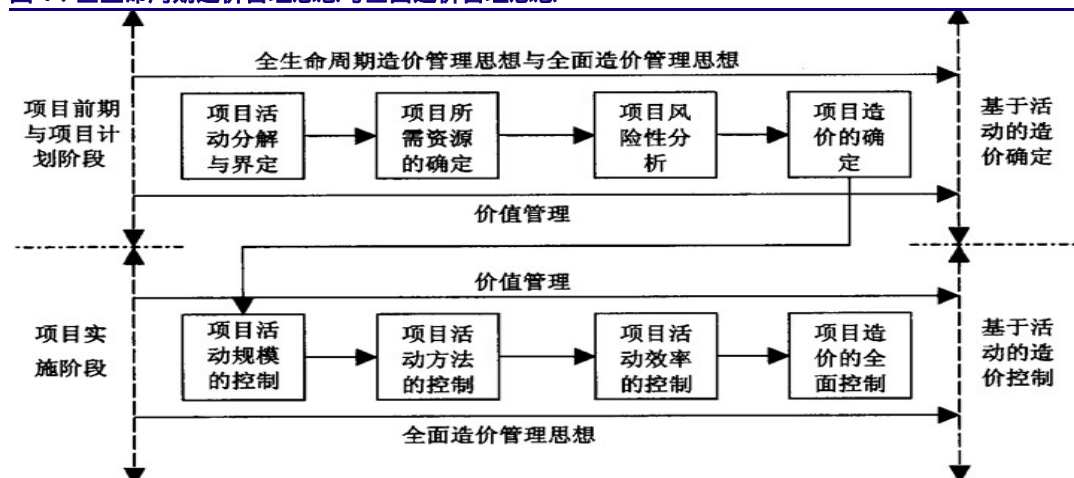 全生命周期造价管理思想与全面造价管理思想
项目前期
与项目计
划阶段
项目活
动分解
与界定
项目所
需资源
的确定
项目风
险性分
析
项目造
价的确
定
基于活
动的造
价确定
价值管理
价值管理
项目实
施阶段
项目活
动规模
的控制
项目活
动方法
的控制
项目活
动效率
的控制
项目造
价的全
面控制
基于活
动的造
价控制
全面造价管理思想